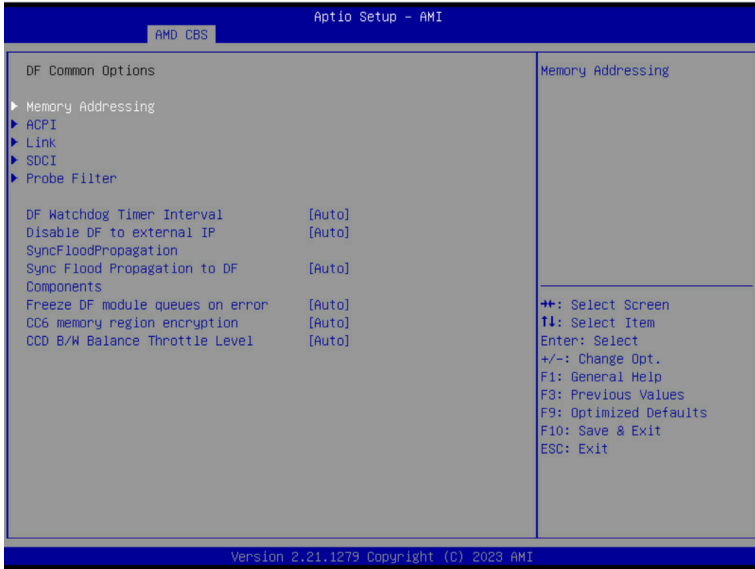 Aptio Setup – AMI
AMD CBS
DF Common Options
Memory Addressing
ACPI
Link
SDCI
Probe Filter
DF Watchdog Timer Interval [Auto]
Disable DF to external IP [Auto]
SyncFloodPropagation
Sync Flood Propagation to DF [Auto]
Components
Freeze DF module queues on error [Auto]
CC6 memory region encryption [Auto]
CCD B/W Balance Throttle Level [Auto]
Memory Addressing
→←: Select Screen
↑↓: Select Item
Enter: Select
+/-: Change Opt.
F1: General Help
F3: Previous Values
F9: Optimized Defaults
F10: Save & Exit
ESC: Exit
Version 2.21.1279 Copyright (C) 2023 AMI